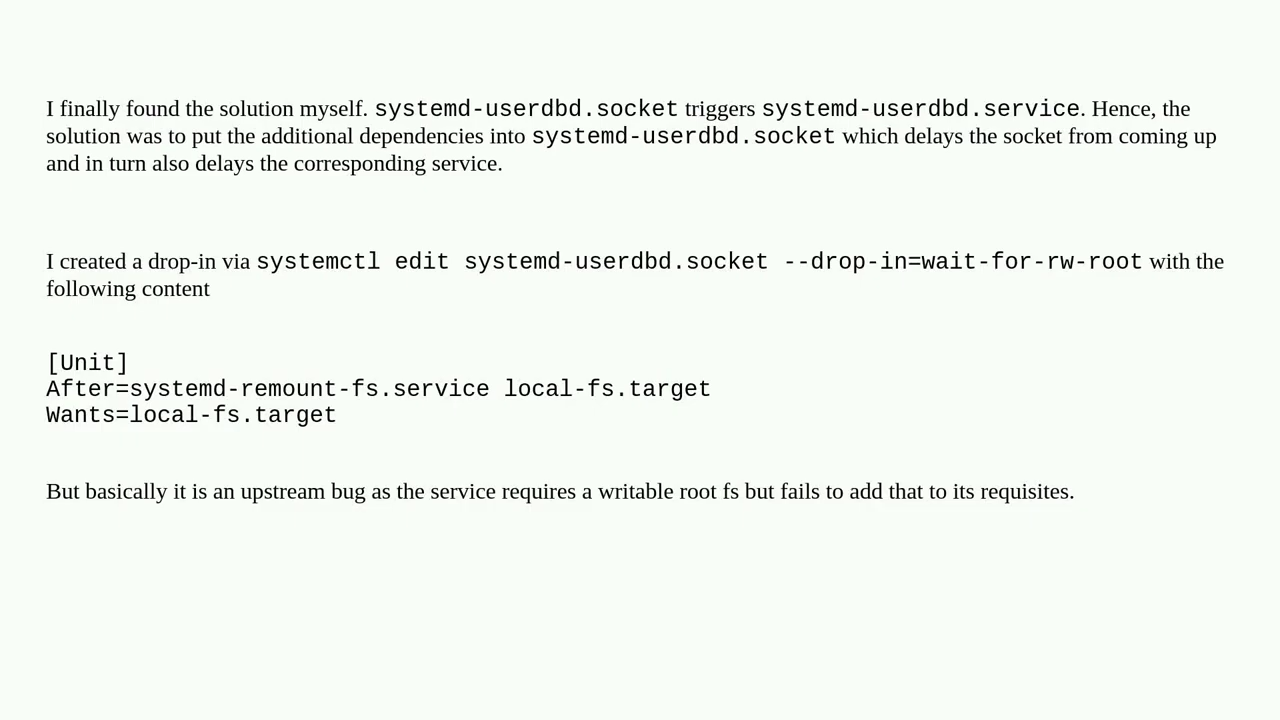 I finally found the solution myself. systemd-userdbd.socket triggers systemd-userdbd.service. Hence, the
solution was to put the additional dependencies into systemd-userdbd.socket which delays the socket from coming up
and in turn also delays the corresponding service.
I created a drop-in via systemctl edit systemd-userdbd.socket --drop-in=wait-for-rw-root with the
following content
[Unit]
After=systemd-remount-fs.service local-fs.target
Wants=local-fs.target
But basically it is an upstream bug as the service requires a writable root fs but fails to add that to its requisites.